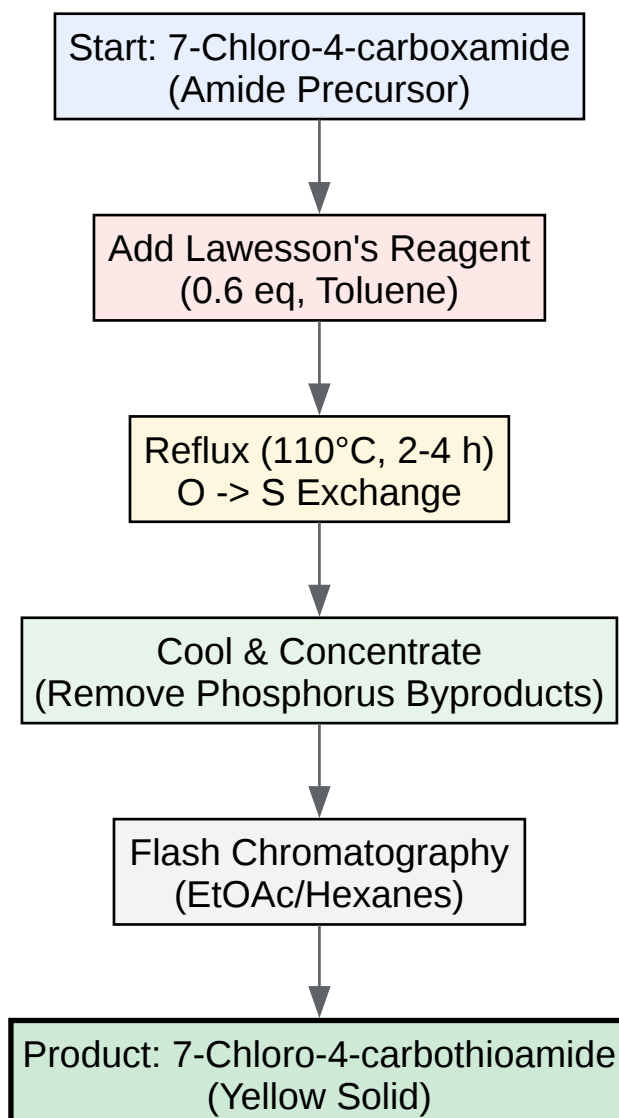 Start: 7-Chloro-4-carboxamide
(Amide Precursor)
Add Lawesson's Reagent
(0.6 eq, Toluene)
Reflux (110°C, 2-4 h)
O -> S Exchange
Cool & Concentrate
(Remove Phosphorus Byproducts)
Flash Chromatography
(EtOAc/Hexanes)
Product: 7-Chloro-4-carbothioamide
(Yellow Solid)